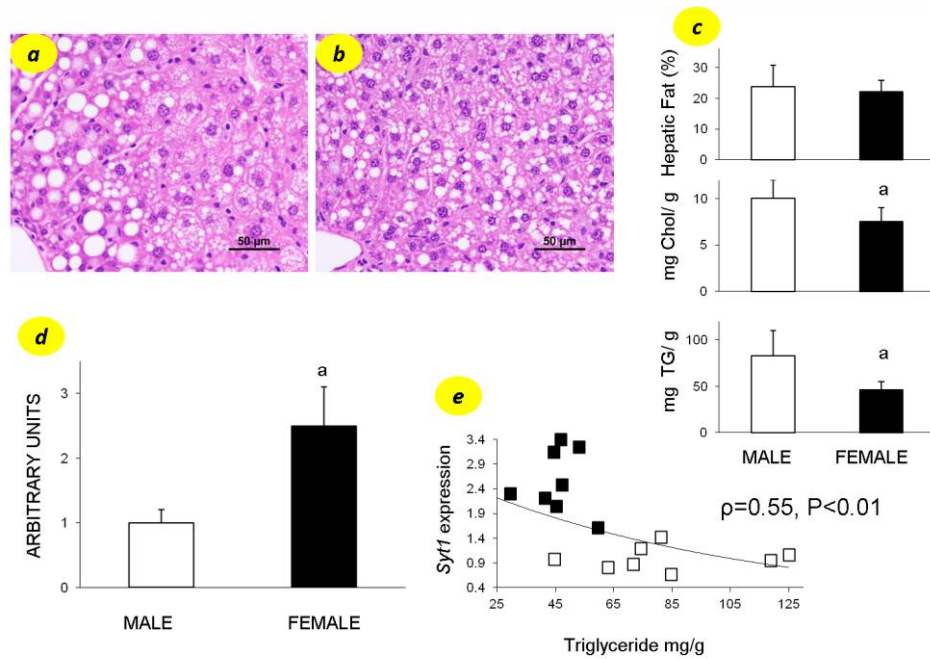 a
b
50 µm
50 µm
c
Hepatic Fat (%)
30
20
10
0
mg Chol/ g
10
5
0
a
mg TG/ g
100
50
0
a
MALE
FEMALE
d
ARBITRARY UNITS
3
2
1
0
a
MALE
FEMALE
e
Syt1 expression
3.4
2.9
2.4
1.9
1.4
0.9
0.4
25
45
65
85
105
125
Triglyceride mg/g
ρ=0.55, P<0.01